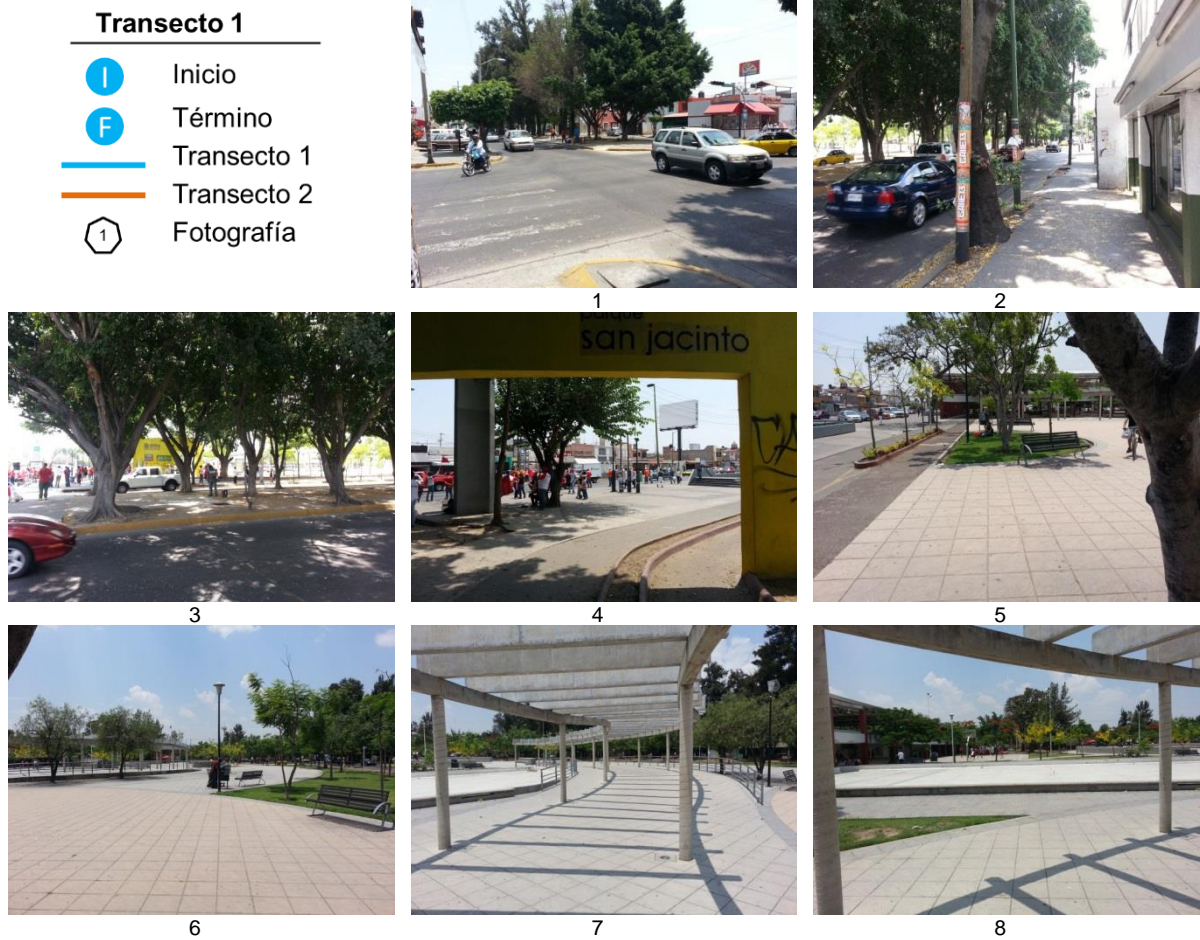 Transecto 1
I
Inicio
F
Término
Transecto 1
Transecto 2
1
Fotografía
1
2
parque
san jacinto
3
4
5
6
7
8